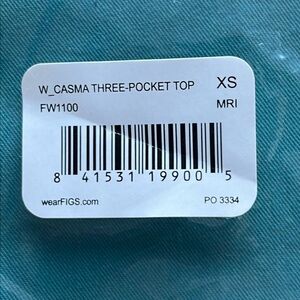 W_CASMA THREE-POCKET TOP XS
FW1100 MRI
8 41531 19900 5
wearFIGS.com PO 3334